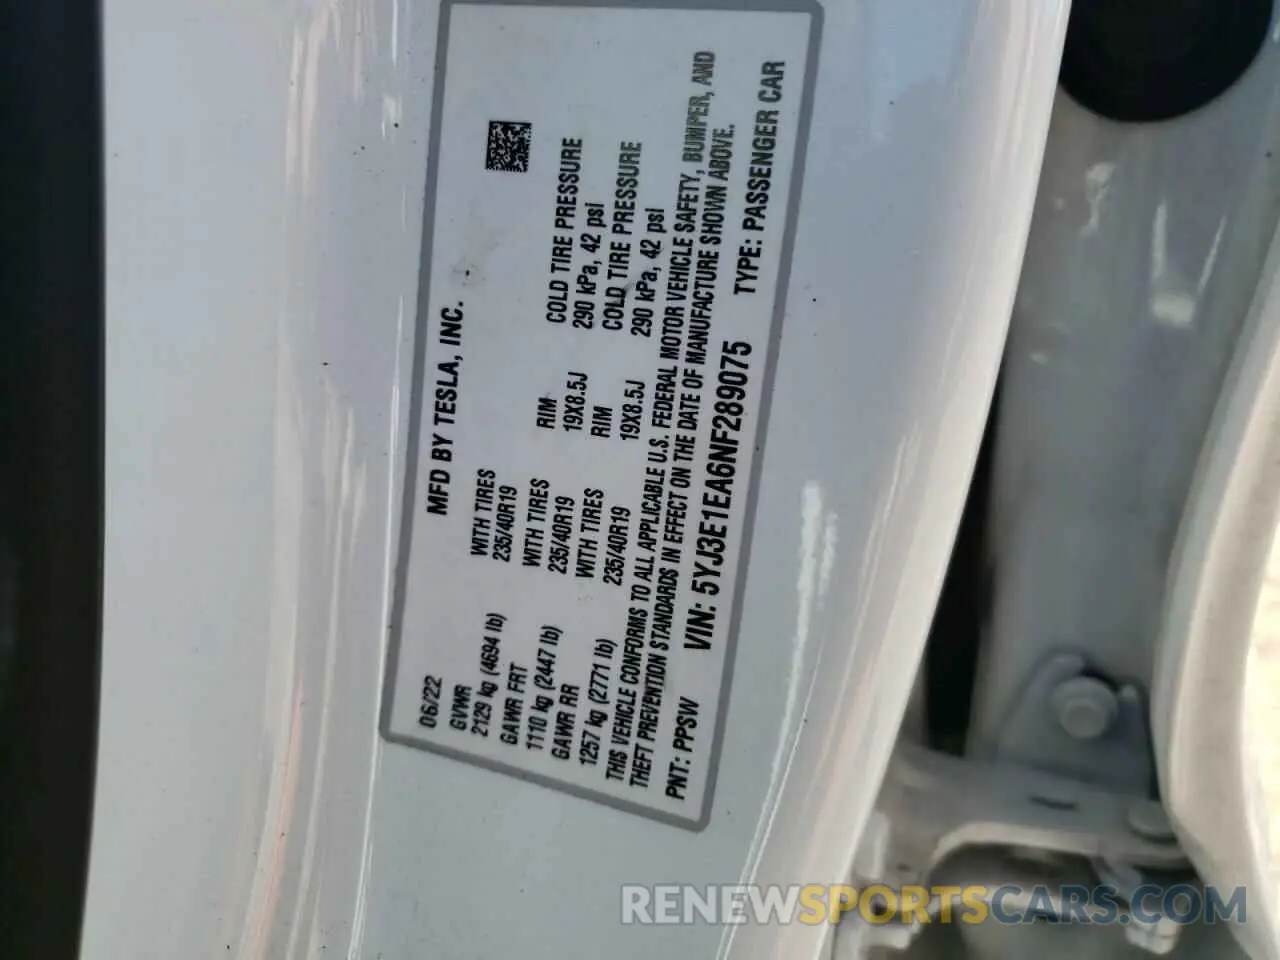 MFD BY TESLA, INC.
06/22
GVWR
2129 kg (4694 lb)
WITH TIRES
235/40R19
RIM
19X8.5J
COLD TIRE PRESSURE
290 kPa, 42 psi
GAWR FRT
1110 kg (2447 lb)
WITH TIRES
235/40R19
RIM
19X8.5J
COLD TIRE PRESSURE
290 kPa, 42 psi
GAWR RR
1257 kg (2771 lb)
WITH TIRES
235/40R19
THIS VEHICLE CONFORMS TO ALL APPLICABLE U.S. FEDERAL MOTOR VEHICLE SAFETY, BUMPER, AND
THEFT PREVENTION STANDARDS IN EFFECT ON THE DATE OF MANUFACTURE SHOWN ABOVE.
PNT: PPSW VIN: 5YJ3E1EA6NF289075 TYPE: PASSENGER CAR
RENEWSPORTSCARS.COM